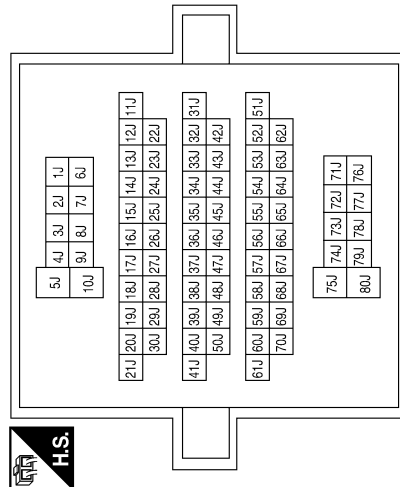 H.S.
5J 4J 3J 2J 1J
10J 9J 8J 7J 6J
21J 20J 19J 18J 17J 16J 15J 14J 13J 12J 11J
30J 29J 28J 27J 26J 25J 24J 23J 22J
41J 40J 39J 38J 37J 36J 35J 34J 33J 32J 31J
50J 49J 48J 47J 46J 45J 44J 43J 42J
61J 60J 59J 58J 57J 56J 55J 54J 53J 52J 51J
70J 69J 68J 67J 66J 65J 64J 63J 62J
75J 74J 73J 72J 71J
80J 79J 78J 77J 76J